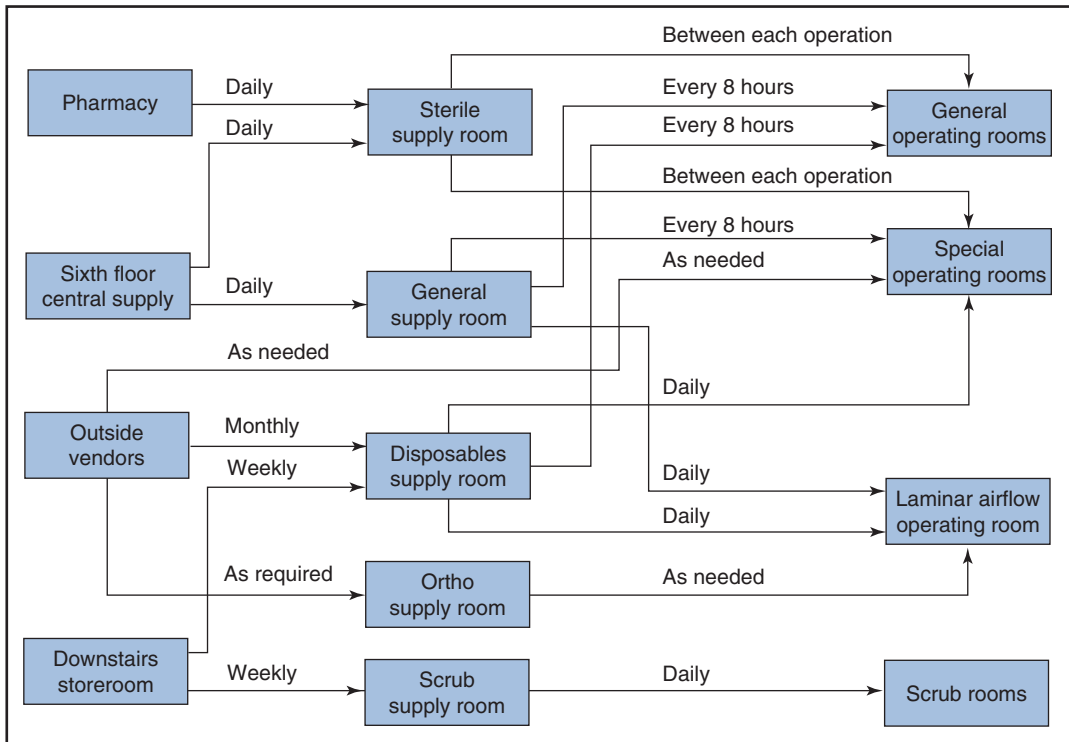 Between each operation
Pharmacy
Daily
Sterile
supply room
Every 8 hours
General
operating rooms
Daily
Every 8 hours
Between each operation
Sixth floor
central supply
Daily
General
supply room
Every 8 hours
As needed
Special
operating rooms
As needed
Daily
Outside
vendors
Monthly
Weekly
Disposables
supply room
Daily
Daily
Laminar airflow
operating room
As required
Ortho
supply room
As needed
Downstairs
storeroom
Weekly
Scrub
supply room
Daily
Scrub rooms